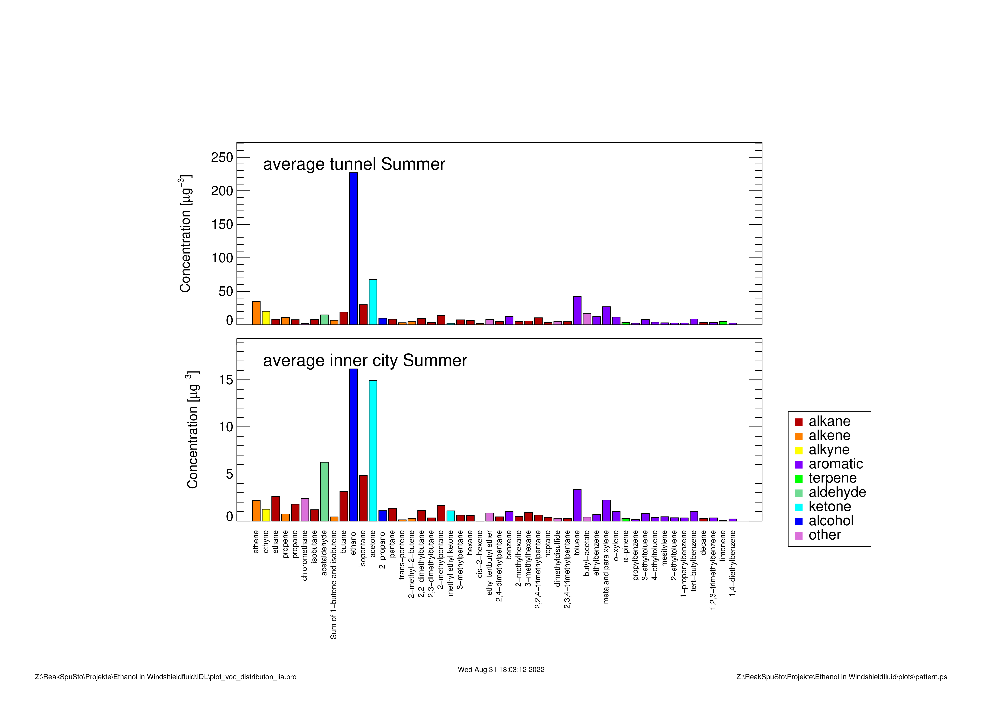 average tunnel Summer
Concentration [µg⁻³]
250
200
150
100
50
0
average inner city Summer
Concentration [µg⁻³]
15
10
5
0
alkane
alkene
alkyne
aromatic
terpene
aldehyde
ketone
alcohol
other
ethene
ethyne
ethane
propene
propane
chloromethane
isobutane
acetaldehyde
Sum of 1−butene and isobutene
butane
ethanol
isopentane
acetone
2−propanol
pentane
trans−pentene
2−methyl−2−butene
2,2−dimethylbutane
2,3−dimethylbutane
2−methylpentane
methyl ethyl ketone
3−methylpentane
hexane
cis−2−hexene
ethyl tertbutyl ether
2,4−dimethylpentane
benzene
2−methylhexane
3−methylhexane
2,2,4−trimethylpentane
heptane
dimethyldisulfide
2,3,4−trimethylpentane
toluene
butyl−acetate
ethylbenzene
meta and para xylene
o−xylene
α−pinene
propylbenzene
3−ethyltoluene
4−ethyltoluene
mesitylene
2−ethyltoluene
1−propenylbenzene
tert−butylbenzene
decane
1,2,3−trimethylbenzene
limonene
1,4−diethylbenzene
Wed Aug 31 18:03:12 2022
Z:\ReakSpuSto\Projekte\Ethanol in Windshieldfluid\IDL\plot_voc_distributon_lia.pro
Z:\ReakSpuSto\Projekte\Ethanol in Windshieldfluid\plots\pattern.ps